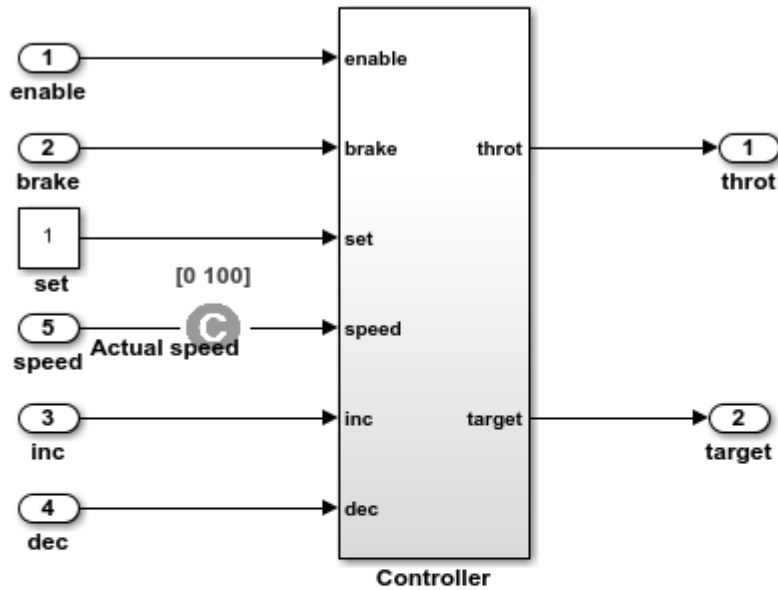 1
enable
enable
2
brake
brake
throt
1
throt
1
set
set
[0 100]
C
5
speed
Actual speed
speed
3
inc
inc
target
2
target
4
dec
dec
Controller